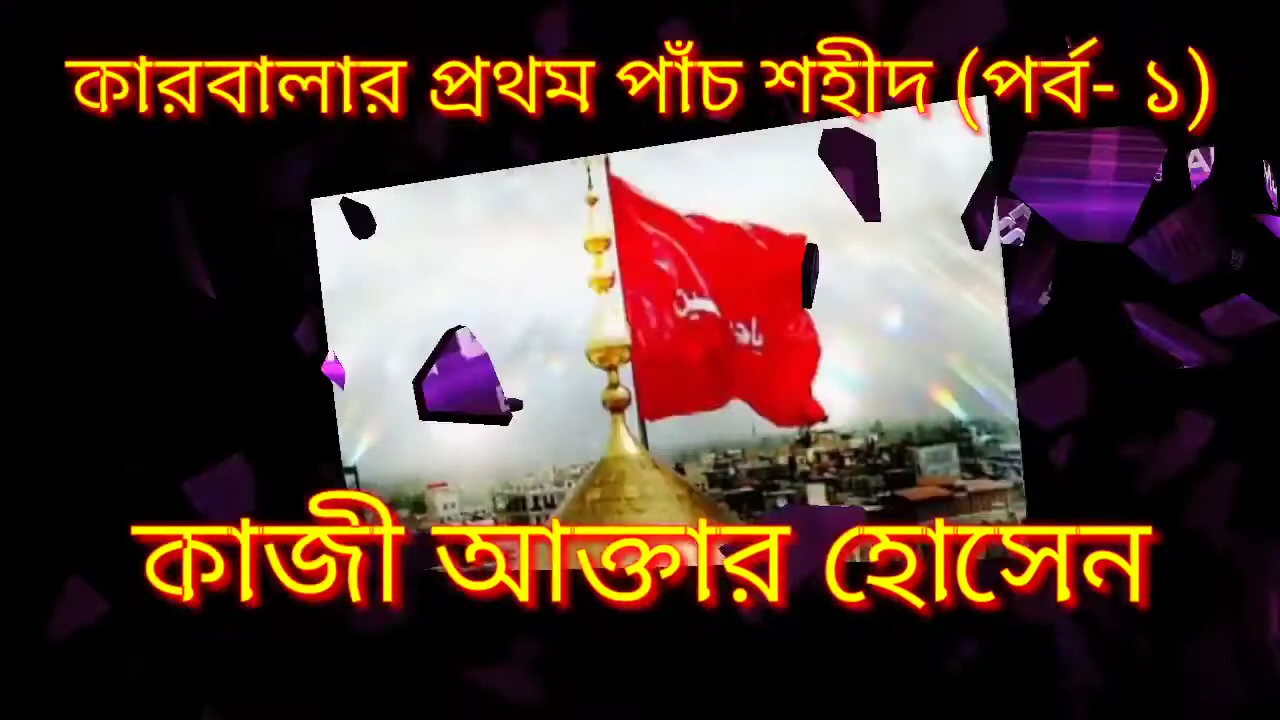 কারবালার প্রথম পাঁচ শহীদ (পর্ব- ১)
কাজী আক্তার হোসেন